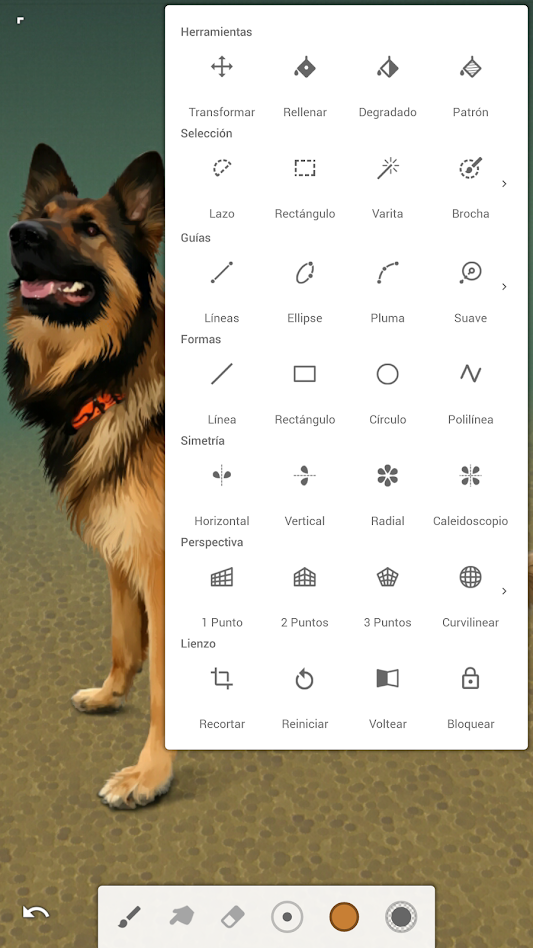 Herramientas
Transformar Rellenar Degradado Patrón
Selección
Lazo Rectángulo Varita Brocha
Guías
Líneas Ellipse Pluma Suave
Formas
Línea Rectángulo Círculo Polilínea
Simetría
Horizontal Vertical Radial Caleidoscopio
Perspectiva
1 Punto 2 Puntos 3 Puntos Curvilinear
Lienzo
Recortar Reiniciar Voltear Bloquear